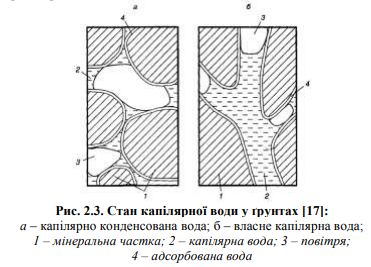 а
б
4
3
2
4
3
1
1
2
Рис. 2.3. Стан капілярної води у ґрунтах [17]:
а – капілярно конденсована вода; б – власне капілярна вода;
1 – мінеральна частка; 2 – капілярна вода; 3 – повітря;
4 – адсорбована вода